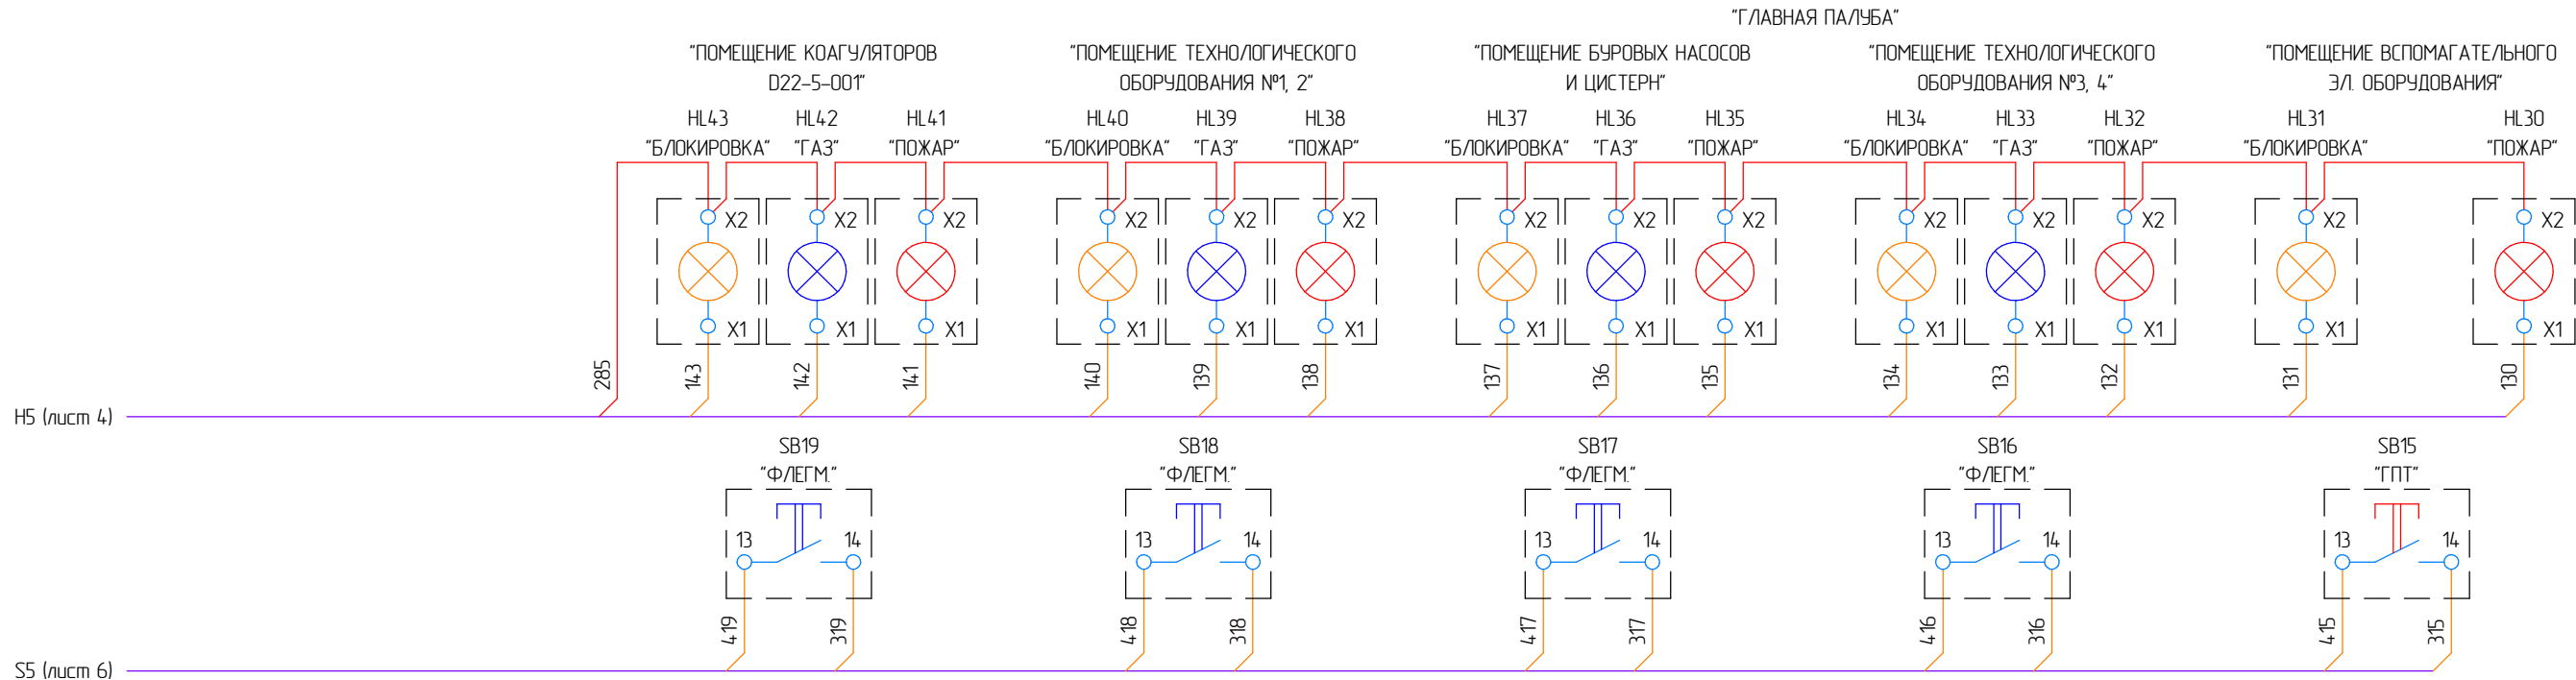 "ГЛАВНАЯ ПАЛУБА"
"ПОМЕЩЕНИЕ КОАГУЛЯТОРОВ
D22-5-001"
"ПОМЕЩЕНИЕ ТЕХНОЛОГИЧЕСКОГО
ОБОРУДОВАНИЯ №1, 2"
"ПОМЕЩЕНИЕ БУРОВЫХ НАСОСОВ
И ЦИСТЕРН"
"ПОМЕЩЕНИЕ ТЕХНОЛОГИЧЕСКОГО
ОБОРУДОВАНИЯ №3, 4"
"ПОМЕЩЕНИЕ ВСПОМАГАТЕЛЬНОГО
ЭЛ. ОБОРУДОВАНИЯ"
HL43 HL42 HL41 HL40 HL39 HL38 HL37 HL36 HL35 HL34 HL33 HL32 HL31 HL30
"БЛОКИРОВКА" "ГАЗ" "ПОЖАР" "БЛОКИРОВКА" "ГАЗ" "ПОЖАР" "БЛОКИРОВКА" "ГАЗ" "ПОЖАР" "БЛОКИРОВКА" "ГАЗ" "ПОЖАР" "БЛОКИРОВКА" "ПОЖАР"
X2 X2 X2 X2 X2 X2 X2 X2 X2 X2 X2 X2 X2 X2
X1 X1 X1 X1 X1 X1 X1 X1 X1 X1 X1 X1 X1 X1
285 143 142 141 140 139 138 137 136 135 134 133 132 131 130
H5 (лист 4)
SB19 SB18 SB17 SB16 SB15
"ФЛЕГМ." "ФЛЕГМ." "ФЛЕГМ." "ФЛЕГМ." "ГПТ"
13 14 13 14 13 14 13 14 13 14
419 319 418 318 417 317 416 316 415 315
S5 (лист 6)